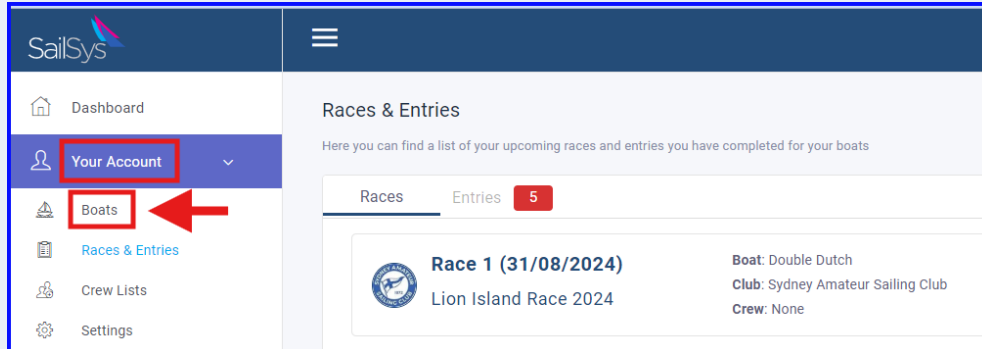 SailSys
Dashboard
Your Account
Boats
Races & Entries
Crew Lists
Settings
Races & Entries
Here you can find a list of your upcoming races and entries you have completed for your boats
Races Entries 5
Race 1 (31/08/2024)
Lion Island Race 2024
Boat: Double Dutch
Club: Sydney Amateur Sailing Club
Crew: None